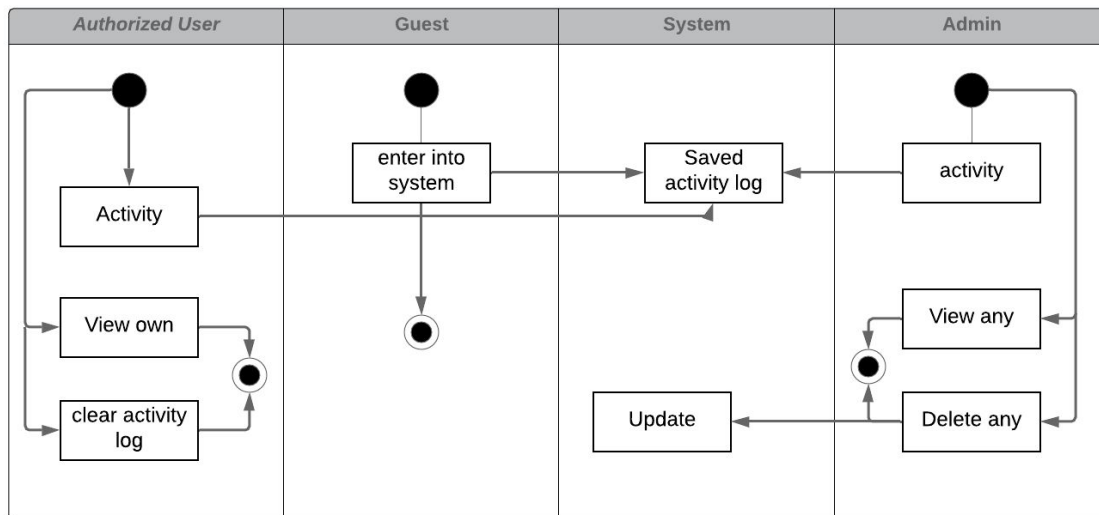 Authorized User
Guest
System
Admin
enter into
system
Saved
activity log
activity
Activity
View own
View any
clear activity
log
Update
Delete any